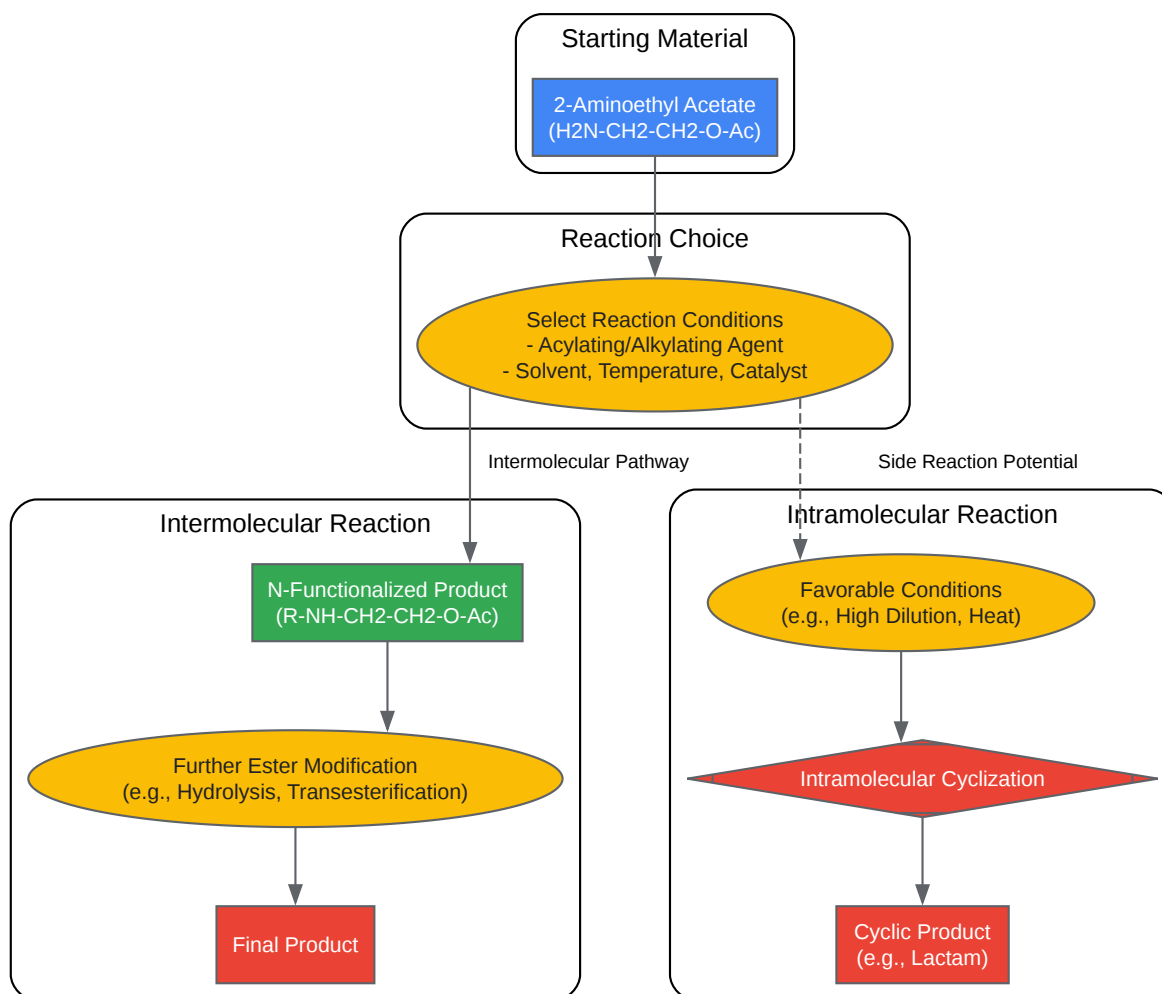 Starting Material
2-Aminoethyl Acetate
(H2N-CH2-CH2-O-Ac)
Reaction Choice
Select Reaction Conditions
- Acylating/Alkylating Agent
- Solvent, Temperature, Catalyst
Intermolecular Pathway
Side Reaction Potential
Intermolecular Reaction
N-Functionalized Product
(R-NH-CH2-CH2-O-Ac)
Further Ester Modification
(e.g., Hydrolysis, Transesterification)
Final Product
Intramolecular Reaction
Favorable Conditions
(e.g., High Dilution, Heat)
Intramolecular Cyclization
Cyclic Product
(e.g., Lactam)